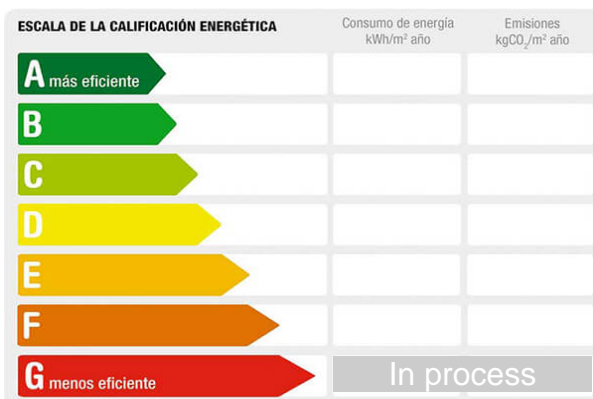 ESCALA DE LA CALIFICACIÓN ENERGÉTICA
Consumo de energía
kWh/m² año
Emisiones
kgCO₂/m² año
A más eficiente
B
C
D
E
F
G menos eficiente
In process